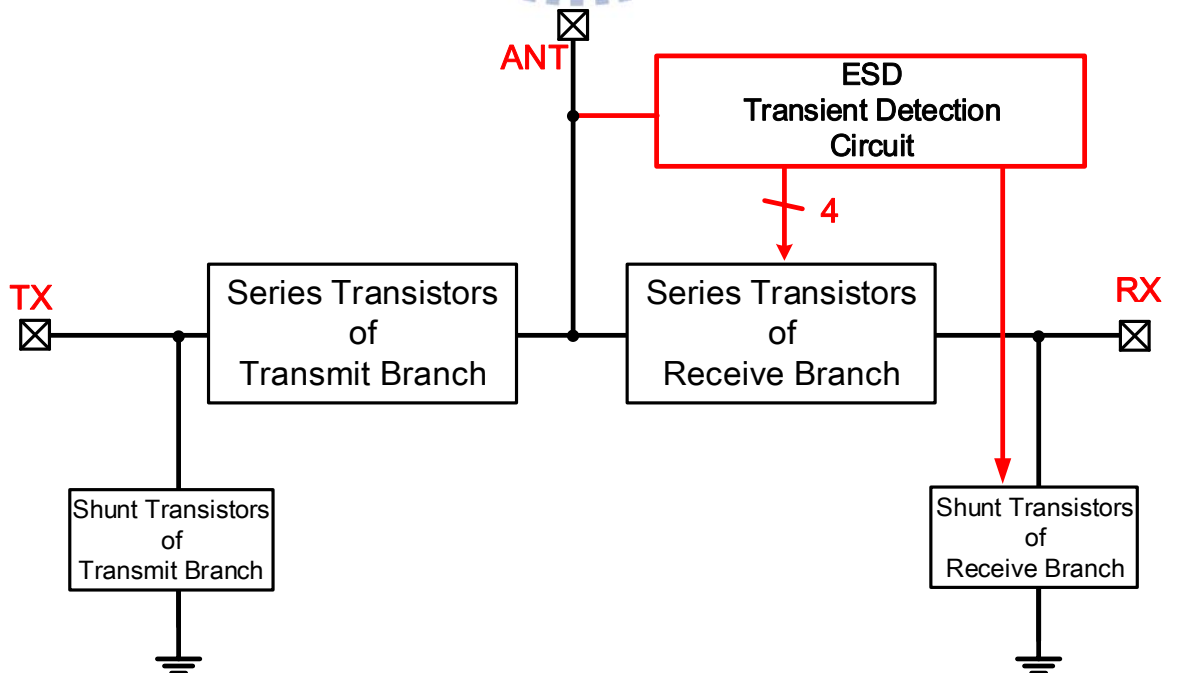 ANT
ESD
Transient Detection
Circuit
4
TX
Series Transistors
of
Transmit Branch
Series Transistors
of
Receive Branch
RX
Shunt Transistors
of
Transmit Branch
Shunt Transistors
of
Receive Branch